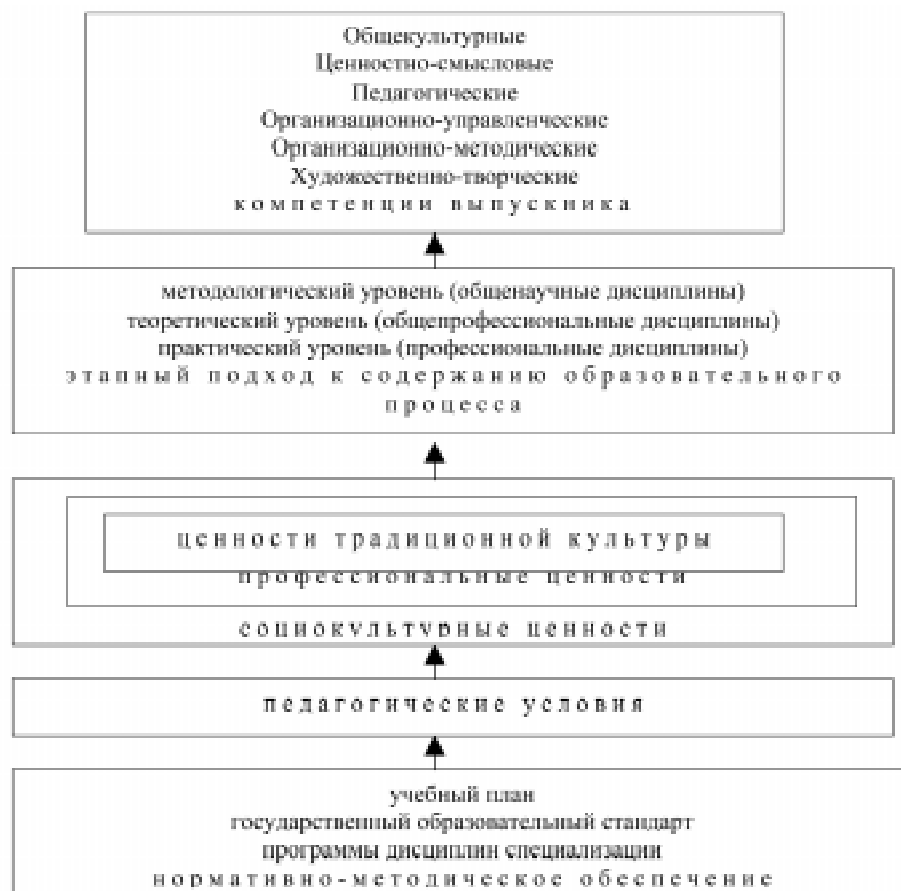 Общекультурные
Ценностно-смысловые
Педагогические
Организационно-управленческие
Организационно-методические
Художественно-творческие
компетенции выпускника
методологический уровень (общенаучные дисциплины)
теоретический уровень (общепрофессиональные дисциплины)
практический уровень (профессиональные дисциплины)
этапный подход к содержанию образовательного
процесса
ценности традиционной культуры
профессиональные ценности
социокультурные ценности
педагогические условия
учебный план
государственный образовательный стандарт
программы дисциплин специализации
нормативно-методическое обеспечение